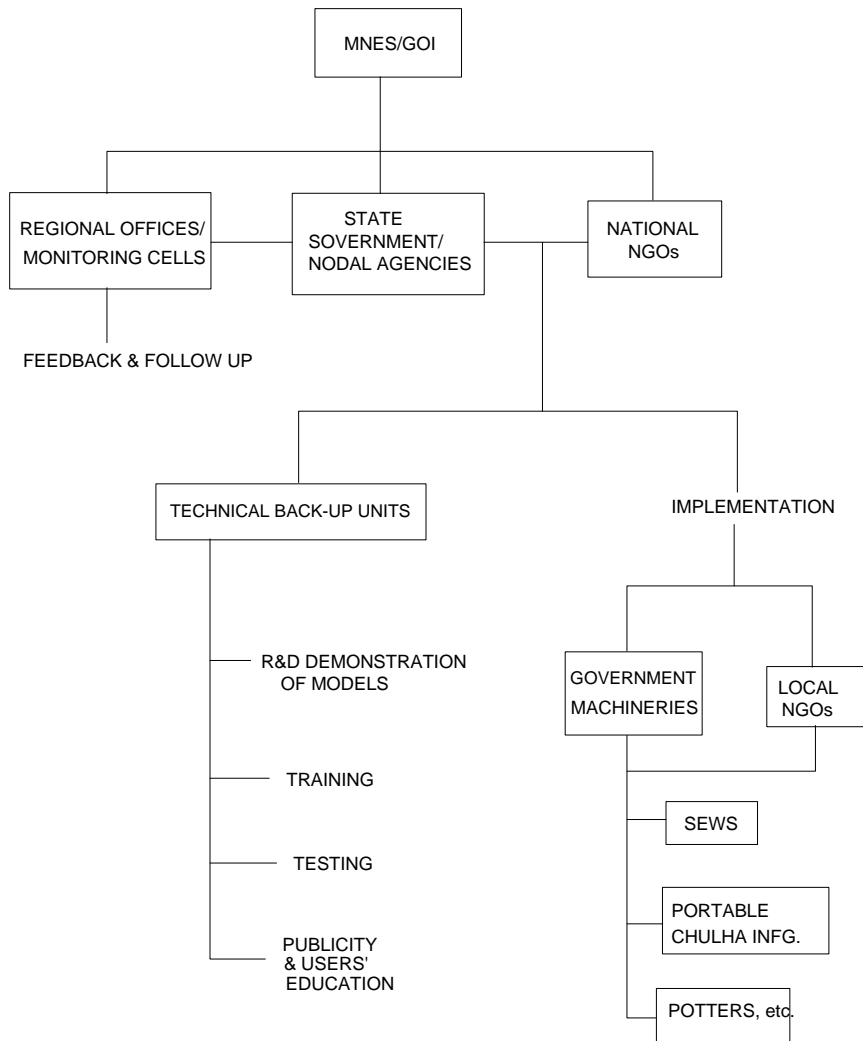 MNES/GOI
REGIONAL OFFICES/
MONITORING CELLS
STATE
SOVERNMENT/
NODAL AGENCIES
NATIONAL
NGOs
FEEDBACK & FOLLOW UP
TECHNICAL BACK-UP UNITS
IMPLEMENTATION
R&D DEMONSTRATION
OF MODELS
TRAINING
TESTING
PUBLICITY
& USERS'
EDUCATION
GOVERNMENT
MACHINERIES
LOCAL
NGOs
SEWS
PORTABLE
CHULHA INFG.
POTTERS, etc.